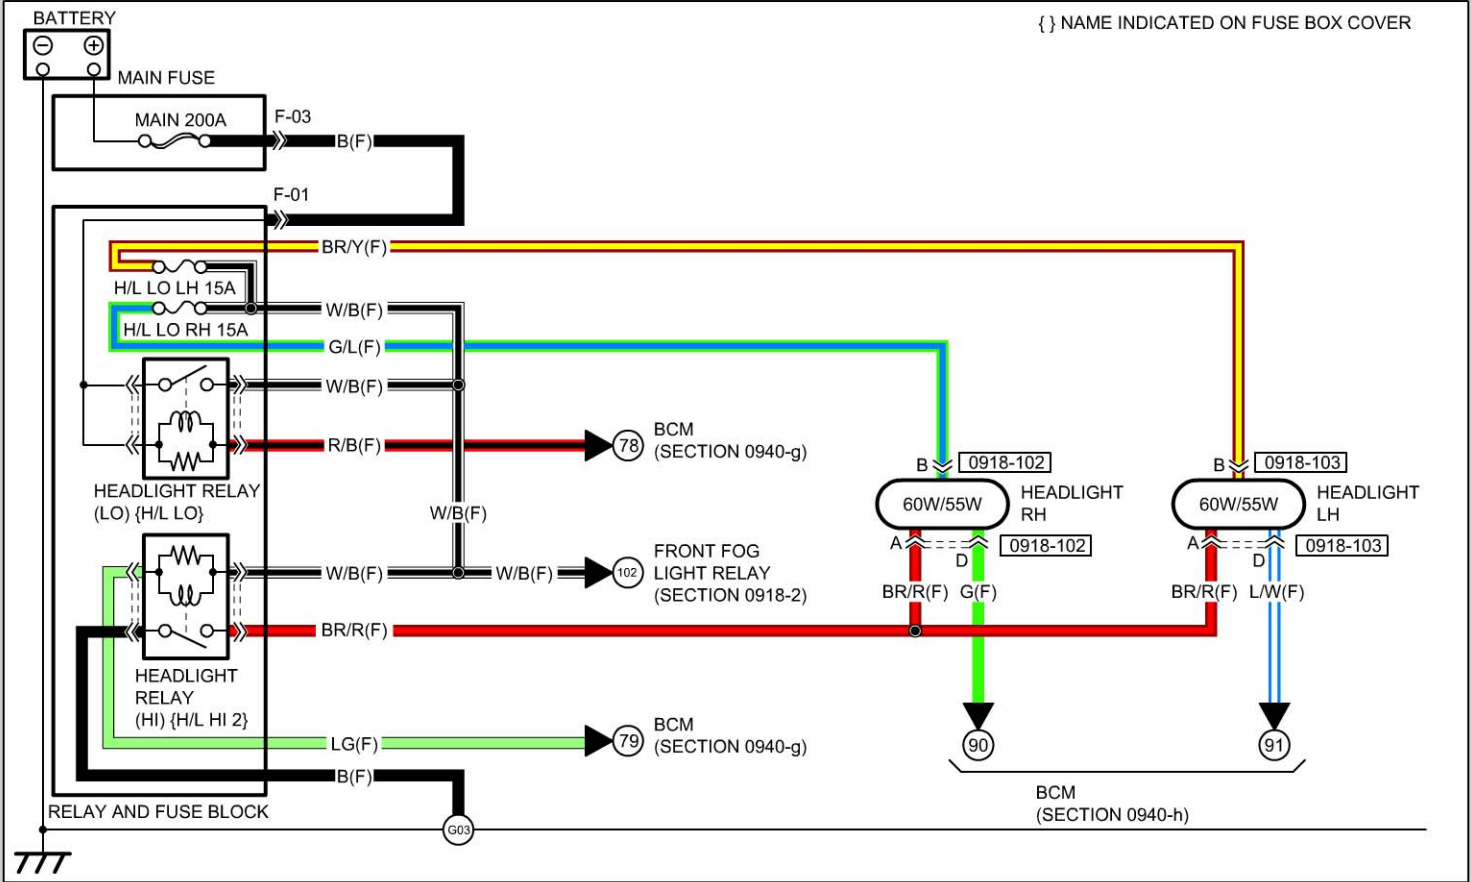 BATTERY
{ } NAME INDICATED ON FUSE BOX COVER
MAIN FUSE
MAIN 200A
F-03
B(F)
F-01
BR/Y(F)
H/L LO LH 15A
W/B(F)
H/L LO RH 15A
G/L(F)
W/B(F)
R/B(F)
78
BCM
(SECTION 0940-g)
HEADLIGHT RELAY
(LO) {H/L LO}
W/B(F)
B
0918-102
60W/55W
HEADLIGHT
RH
A
D
0918-102
BR/R(F)
G(F)
B
0918-103
60W/55W
HEADLIGHT
LH
A
D
0918-103
BR/R(F)
L/W(F)
W/B(F)
W/B(F)
102
FRONT FOG
LIGHT RELAY
(SECTION 0918-2)
BR/R(F)
HEADLIGHT
RELAY
(HI) {H/L HI 2}
LG(F)
79
BCM
(SECTION 0940-g)
90
91
B(F)
BCM
(SECTION 0940-h)
RELAY AND FUSE BLOCK
G03